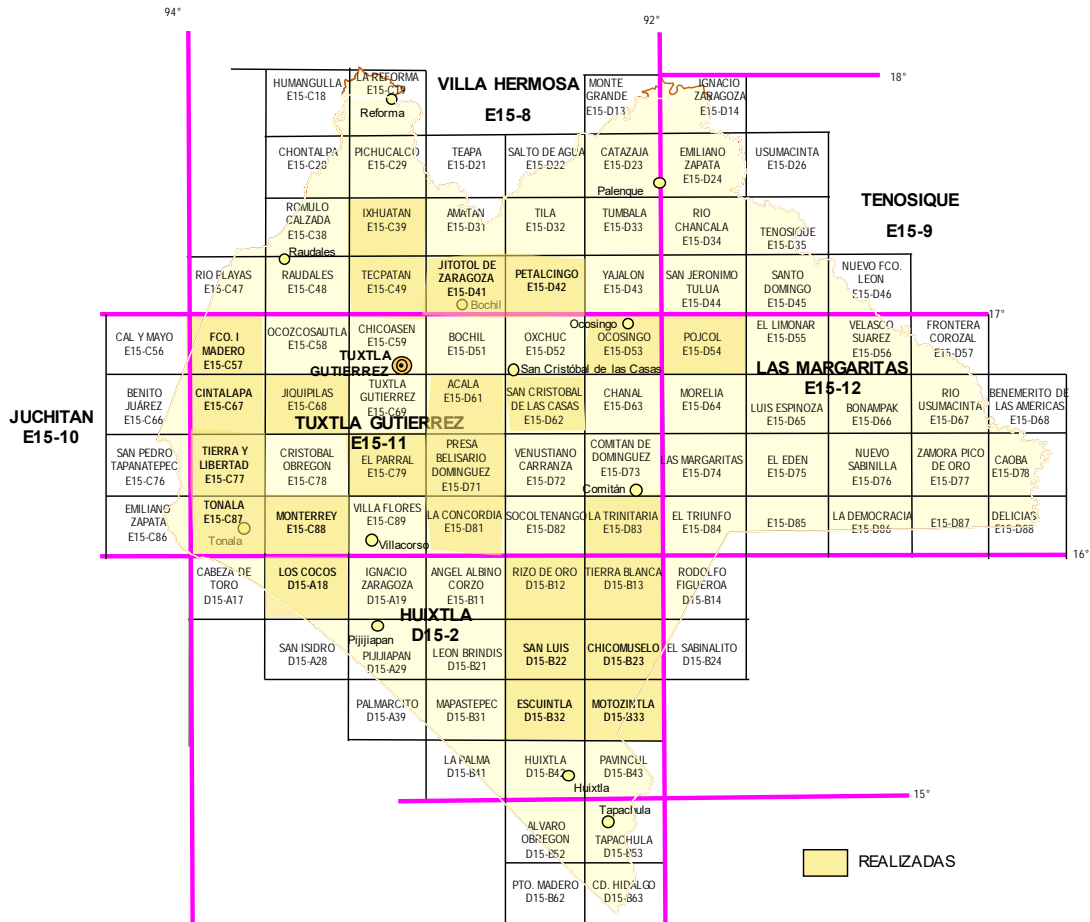 94°
92°
18°
HUMANGULLA
E15-C18
LA REFORMA
E15-C19
Reforma
VILLA HERMOSA
E15-8
MONTE
GRANDE
E15-D13
IGNACIO
ZARAGOZA
E15-D14
CHONTALPA
E15-C28
PICHUCALCO
E15-C29
TEAPA
E15-D21
SALTO DE AGUA
E15-D22
CATAZAJA
E15-D23
EMILIANO
ZAPATA
E15-D24
USUMACINTA
E15-D26
Palenque
TENOSIQUE
E15-9
ROMULO
CALZADA
E15-C38
IXHUATAN
E15-C39
AMATAN
E15-D31
TILA
E15-D32
TUMBALA
E15-D33
RIO
CHANCALA
E15-D34
TENOSIQUE
E15-D35
Raudales
RIO PLAYAS
E15-C47
RAUDALES
E15-C48
TECPATAN
E15-C49
JITOTOL DE
ZARAGOZA
E15-D41
Bochil
PETALCINGO
E15-D42
YAJALON
E15-D43
SAN JERONIMO
TULUA
E15-D44
SANTO
DOMINGO
E15-D45
NUEVO FCO.
LEON
E15-D46
17°
CAL Y MAYO
E15-C56
FCO. I
MADERO
E15-C57
OCOZCOSAUTLA
E15-C58
CHICOASEN
E15-C59
TUXTLA
GUTIERREZ
BOCHIL
E15-D51
OXCHUC
E15-D52
San Cristóbal de las Casas
Ocosingo
OCOSINGO
E15-D53
POJCOL
E15-D54
EL LIMONAR
E15-D55
VELASCO
SUAREZ
E15-D56
FRONTERA
COROZAL
E15-D57
LAS MARGARITAS
E15-12
JUCHITAN
E15-10
BENITO
JUÁREZ
E15-C66
CINTALAPA
E15-C67
JIQUIPILAS
E15-C68
TUXTLA
GUTIERREZ
E15-C69
ACALA
E15-D61
SAN CRISTOBAL
DE LAS CASAS
E15-D62
CHANAL
E15-D63
MORELIA
E15-D64
LUIS ESPINOZA
E15-D65
BONAMPAK
E15-D66
RIO
USUMACINTA
E15-D67
BENEMERITO DE
LAS AMERICAS
E15-D68
TUXTLA GUTIERREZ
E15-11
SAN PEDRO
TAPANATEPEC
E15-C76
TIERRA Y
LIBERTAD
E15-C77
CRISTOBAL
OBREGON
E15-C78
EL PARRAL
E15-C79
PRESA
BELISARIO
DOMINGUEZ
E15-D71
VENUSTIANO
CARRANZA
E15-D72
COMITAN DE
DOMINGUEZ
E15-D73
Comitán
LAS MARGARITAS
E15-D74
EL EDEN
E15-D75
NUEVO
SABINILLA
E15-D76
ZAMORA PICO
DE ORO
E15-D77
CAOBA
E15-D78
EMILIANO
ZAPATA
E15-C86
TONALA
E15-C87
Tonala
MONTERREY
E15-C88
VILLA FLORES
E15-C89
Villacorso
LA CONCORDIA
E15-D81
SOCOLTENANGO
E15-D82
LA TRINITARIA
E15-D83
EL TRIUNFO
E15-D84
E15-D85
LA DEMOCRACIA
E15-D86
E15-D87
DELICIAS
E15-D88
16°
CABEZA DE
TORO
D15-A17
LOS COCOS
D15-A18
IGNACIO
ZARAGOZA
D15-A19
ANGEL ALBINO
CORZO
E15-B11
RIZO DE ORO
D15-B12
TIERRA BLANCA
D15-B13
RODOLFO
FIGUEROA
D15-B14
HUIXTLA
D15-2
Pijijiapan
SAN ISIDRO
D15-A28
PIJIJIAPAN
D15-A29
LEON BRINDIS
D15-B21
SAN LUIS
D15-B22
CHICOMUSELO
D15-B23
EL SABINALITO
D15-B24
PALMARCITO
D15-A39
MAPASTEPEC
D15-B31
ESCUINTLA
D15-B32
MOTOZINTLA
D15-B333
LA PALMA
D15-B41
HUIXTLA
D15-B42
Huixtla
PAVINCUL
D15-B43
15°
Tapachula
ALVARO
OBREGON
D15-B52
TAPACHULA
D15-B53
PTO. MADERO
D15-B62
CD. HIDALGO
D15-B63
REALIZADAS